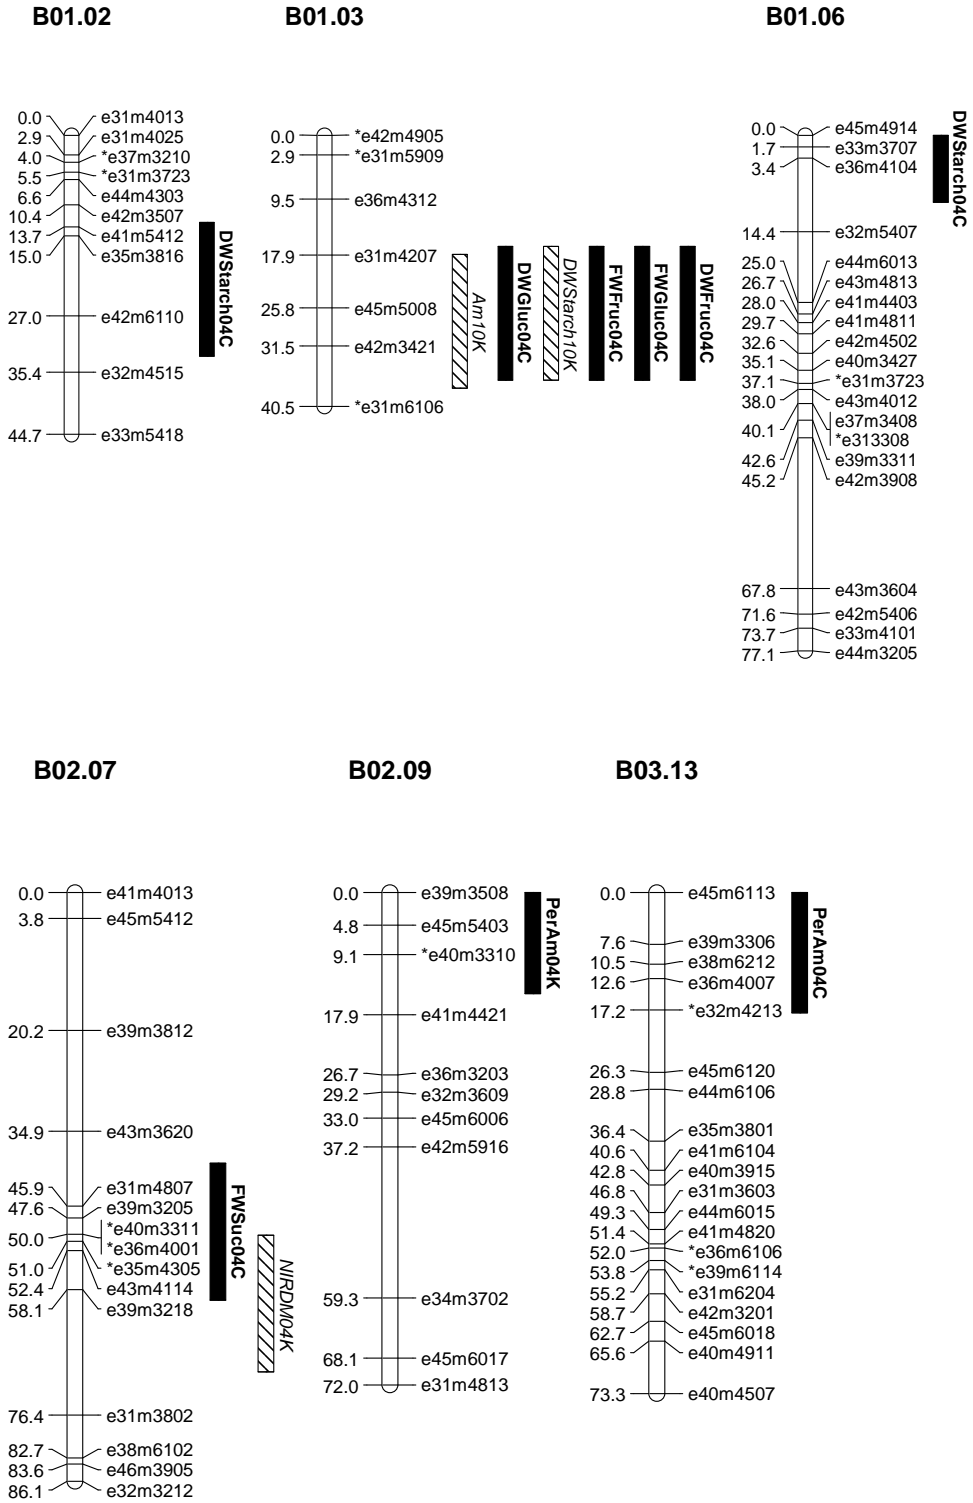 B01.02
0.0 e31m4013
2.9 e31m4025
4.0 *e37m3210
5.5 *e31m3723
6.6 e44m4303
10.4 e42m3507
13.7 e41m5412
15.0 e35m3816
27.0 e42m6110
35.4 e32m4515
44.7 e33m5418
DWStarch04C
B01.03
0.0 *e42m4905
2.9 *e31m5909
9.5 e36m4312
17.9 e31m4207
25.8 e45m5008
31.5 e42m3421
40.5 *e31m6106
Am10K
DWGluc04C
DWStarch10K
FWFruc04C
FWGluc04C
DWFruc04C
B01.06
0.0 e45m4914
1.7 e33m3707
3.4 e36m4104
14.4 e32m5407
25.0 e44m6013
26.7 e43m4813
28.0 e41m4403
29.7 e41m4811
32.6 e42m4502
35.1 e40m3427
37.1 *e31m3723
38.0 e43m4012
40.1 e37m3408
*e313308
42.6 e39m3311
45.2 e42m3908
67.8 e43m3604
71.6 e42m5406
73.7 e33m4101
77.1 e44m3205
DWStarch04C
B02.07
0.0 e41m4013
3.8 e45m5412
20.2 e39m3812
34.9 e43m3620
45.9 e31m4807
47.6 e39m3205
50.0 *e40m3311
*e36m4001
51.0 *e35m4305
52.4 e43m4114
58.1 e39m3218
76.4 e31m3802
82.7 e38m6102
83.6 e46m3905
86.1 e32m3212
FWSuc04C
NIRDM04K
B02.09
0.0 e39m3508
4.8 e45m5403
9.1 *e40m3310
17.9 e41m4421
26.7 e36m3203
29.2 e32m3609
33.0 e45m6006
37.2 e42m5916
59.3 e34m3702
68.1 e45m6017
72.0 e31m4813
PerAm04K
B03.13
0.0 e45m6113
7.6 e39m3306
10.5 e38m6212
12.6 e36m4007
17.2 *e32m4213
26.3 e45m6120
28.8 e44m6106
36.4 e35m3801
40.6 e41m6104
42.8 e40m3915
46.8 e31m3603
49.3 e44m6015
51.4 e41m4820
52.0 *e36m6106
53.8 *e39m6114
55.2 e31m6204
58.7 e42m3201
62.7 e45m6018
65.6 e40m4911
73.3 e40m4507
PerAm04C